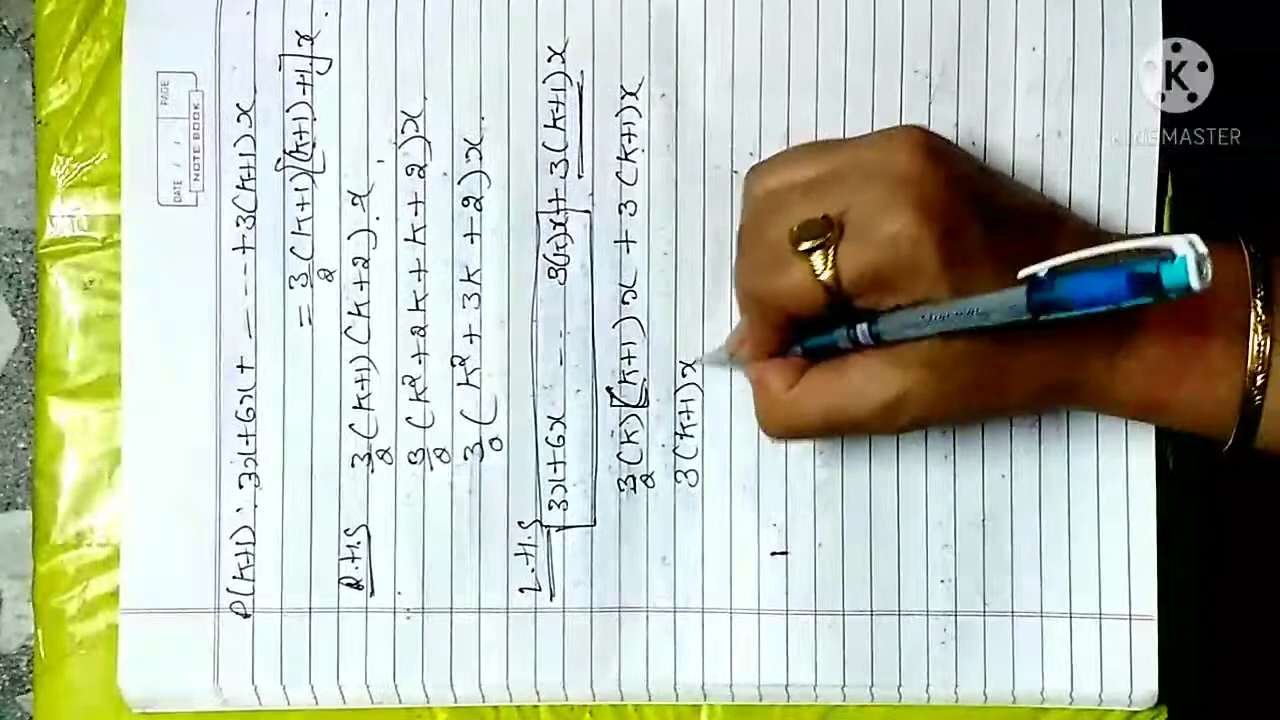 DATE / / PAGE
NOTE BOOK
P(k+1) : 3x+6x+ - - - +3(k+1)x
= 3/2 (k+1)[(k+1)+1]x.
R.H.S 3/2 (k+1)(k+2).x
3/2 (k²+2k+k+2)x
3/2 (k²+3k+2)x.
L.H.S
3x+6x -- 3(k)x + 3(k+1)x
3/2 (k)(k+1)x + 3(k+1)x
3(k+1)x
K
KINEMASTER